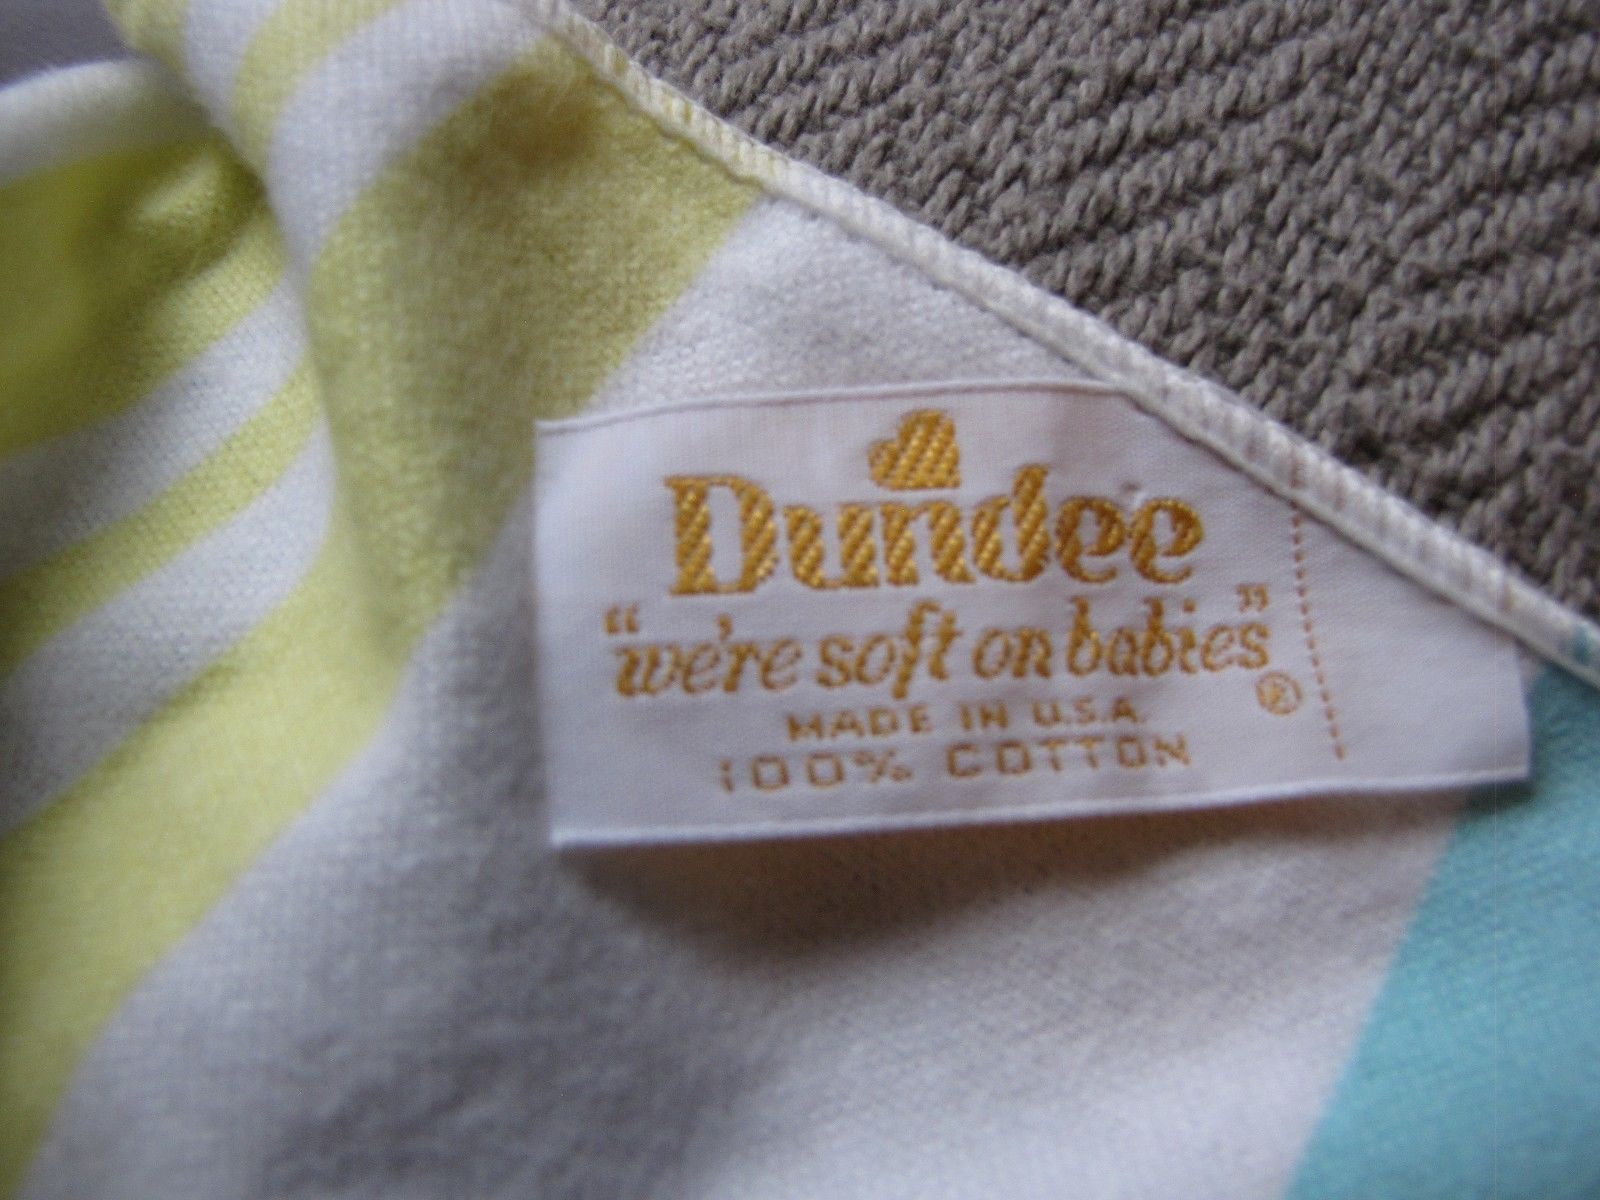 Dundee
"we're soft on babies"
®
MADE IN U.S.A.
100% COTTON